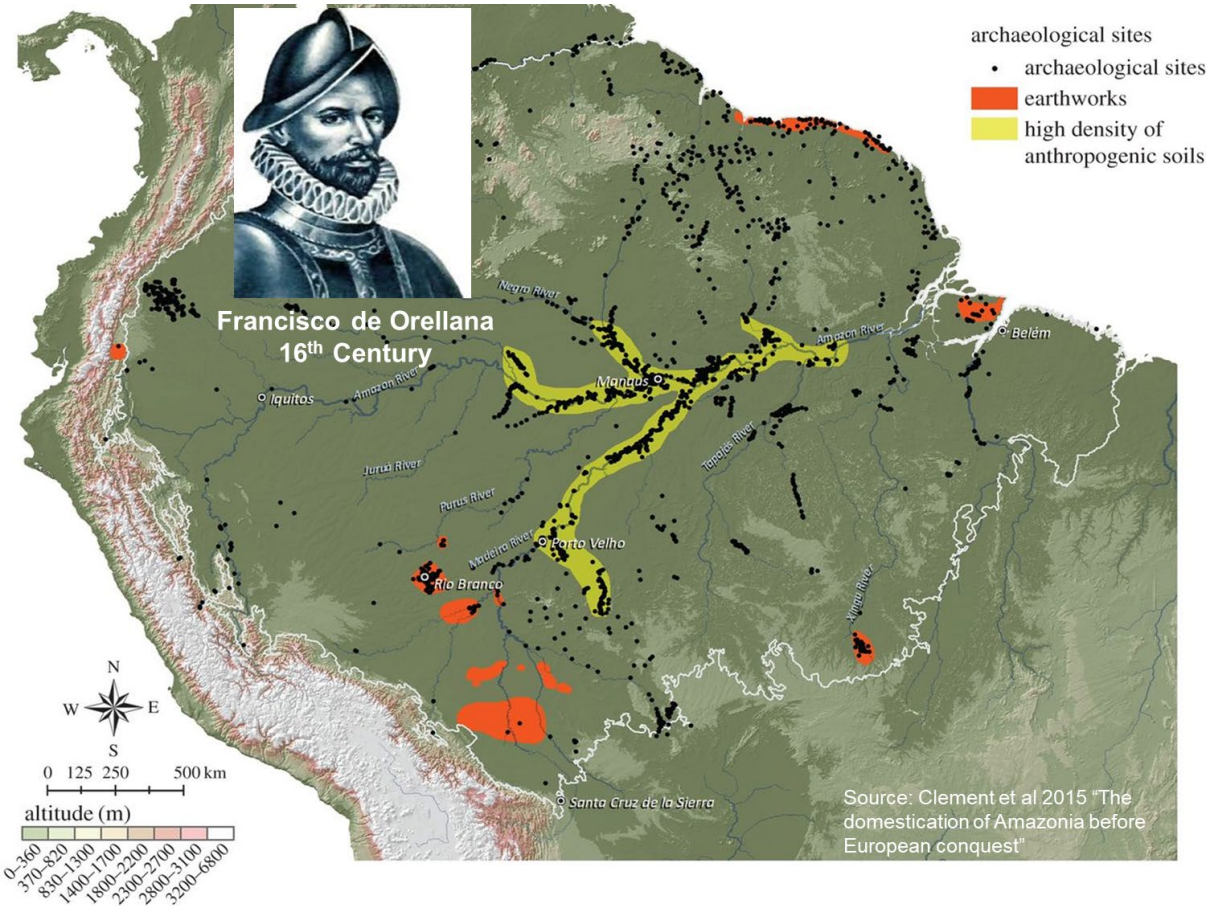 archaeological sites
archaeological sites
earthworks
high density of
anthropogenic soils
Francisco de Orellana
16th Century
Negro River
Amazon River
Belém
Manaus
Iquitos
Amazon River
Tapajós River
Juruá River
Purus River
Madeira River
Porto Velho
Rio Branco
Xingu River
N
W E
S
0 125 250 500 km
Santa Cruz de la Sierra
Source: Clement et al 2015 “The
domestication of Amazonia before
European conquest”
altitude (m)
0–360
370–820
830–1300
1400–1700
1800–2200
2300–2700
2800–3100
3200–6800